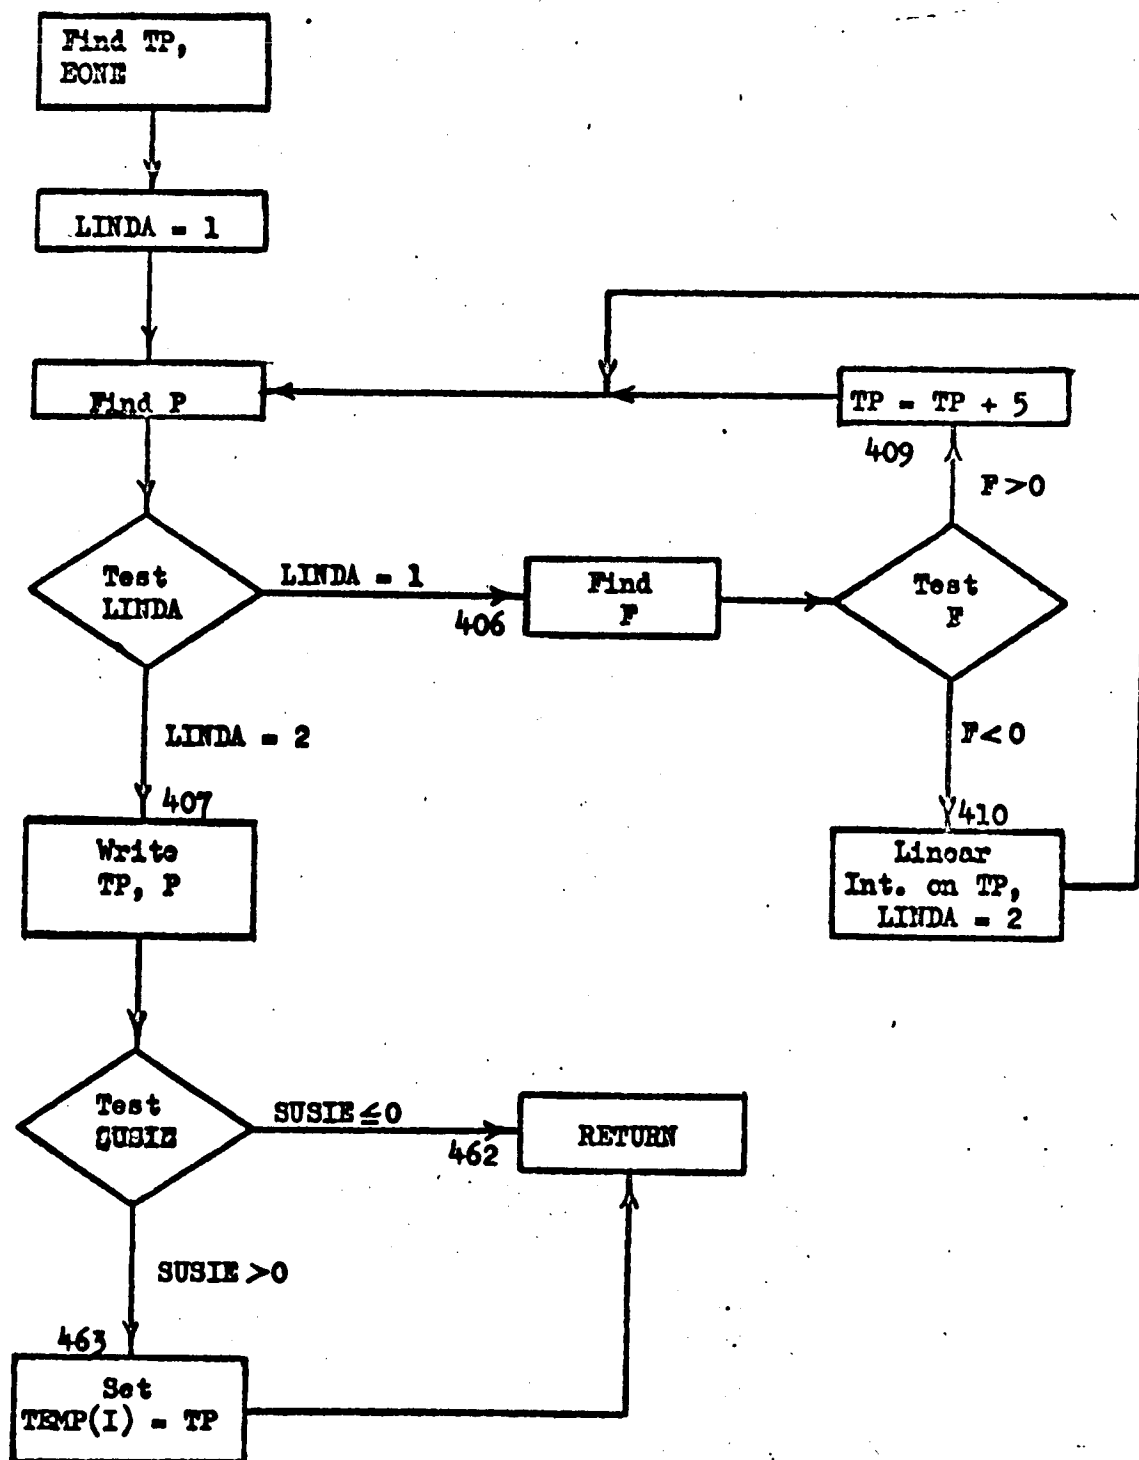 Find TP,
EONE
LINDA = 1
Find P
TP = TP + 5
409
F > 0
Test
LINDA
LINDA = 1
406
Find
F
Test
F
LINDA = 2
F < 0
407
410
Write
TP, P
Linear
Int. on TP,
LINDA = 2
Test
SUSIE
SUSIE ≦ 0
462
RETURN
SUSIE > 0
463
Set
TEMP(I) = TP